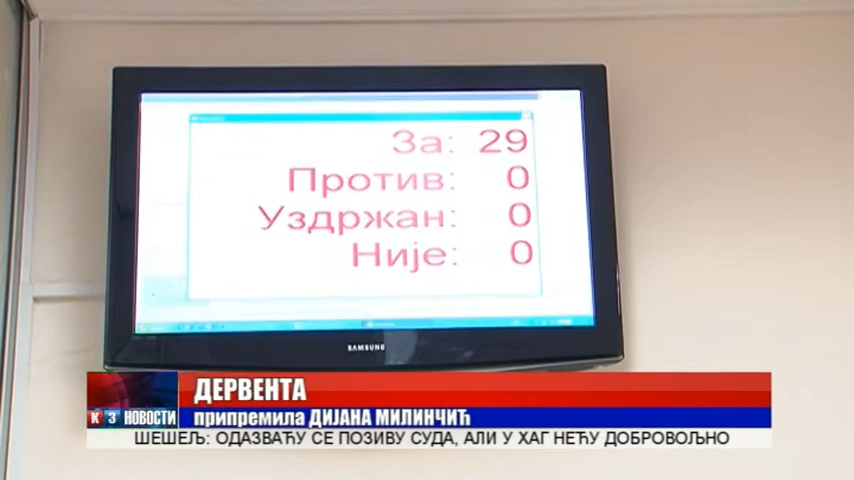 За: 29
Против: 0
Уздржан: 0
Није: 0
SAMSUNG
ДЕРВЕНТА
К 3 НОВОСТИ
припремила ДИЈАНА МИЛИНЧИЋ
ШЕШЕЉ: ОДАЗВАЋУ СЕ ПОЗИВУ СУДА, АЛИ У ХАГ НЕЋУ ДОБРОВОЉНО